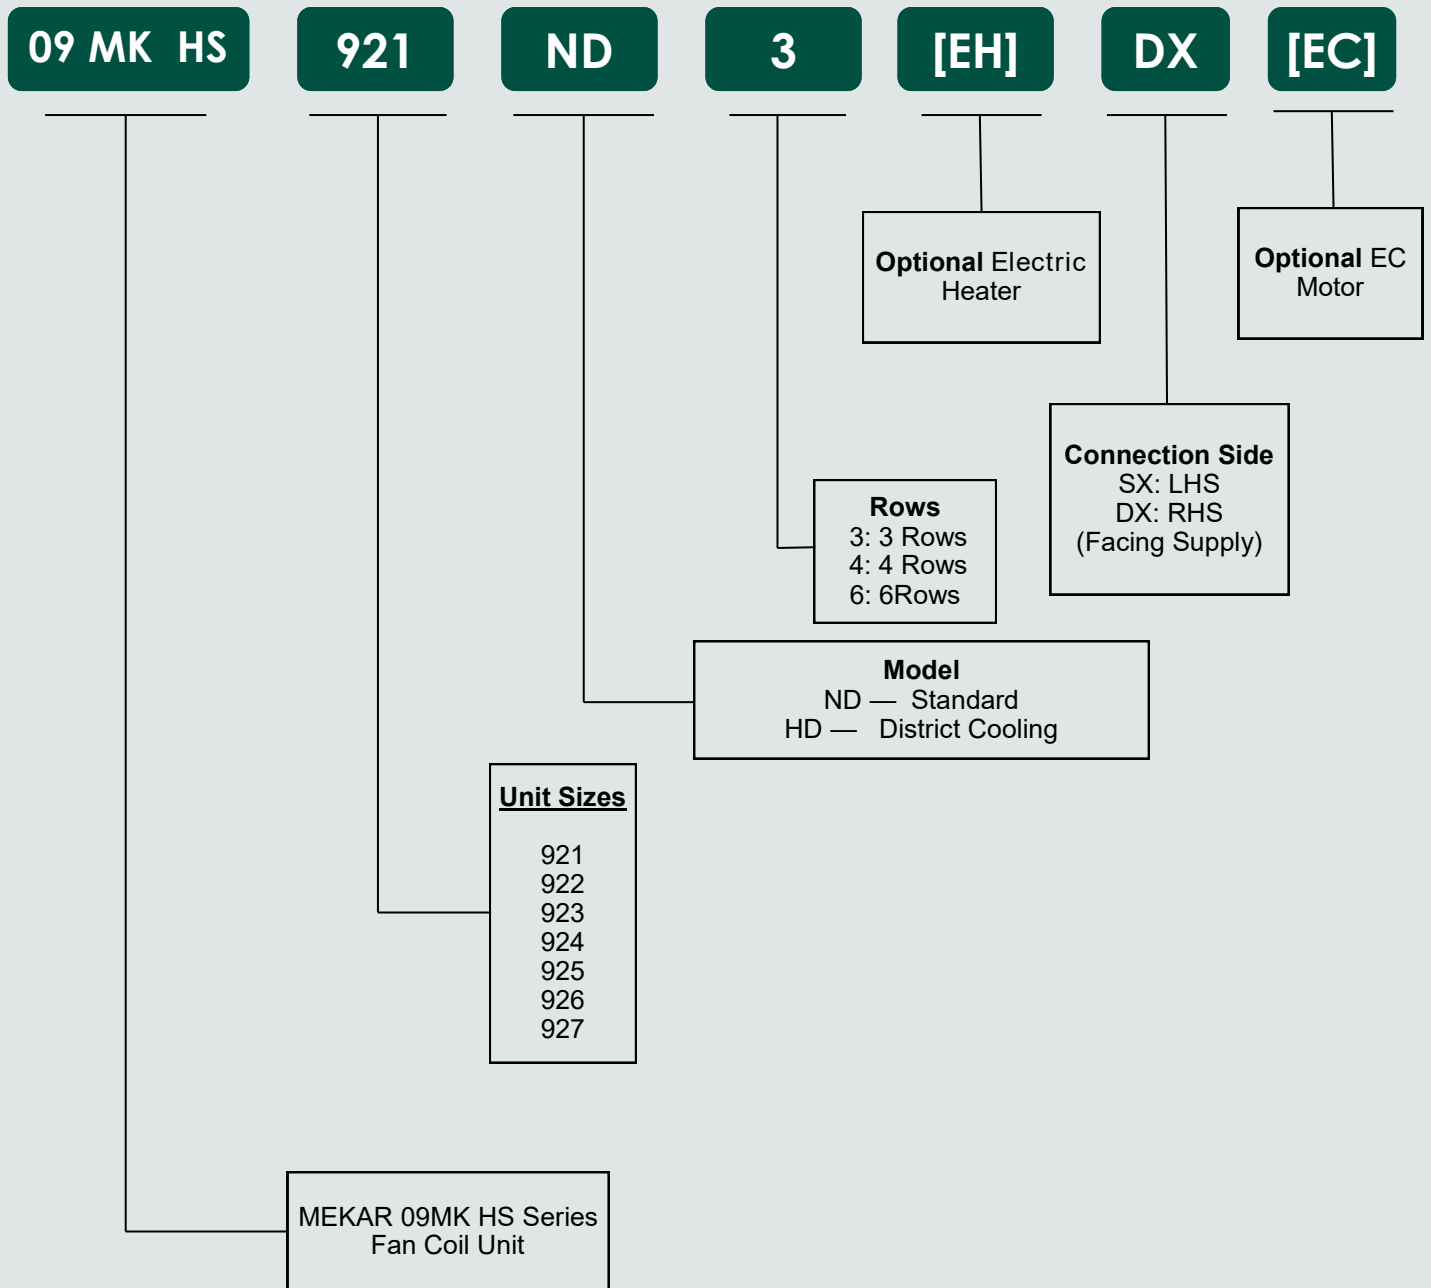 09 MK HS 921 ND 3 [EH] DX [EC]
Optional Electric
Heater
Optional EC
Motor
Connection Side
SX: LHS
DX: RHS
(Facing Supply)
Rows
3: 3 Rows
4: 4 Rows
6: 6Rows
Model
ND — Standard
HD — District Cooling
Unit Sizes
921
922
923
924
925
926
927
MEKAR 09MK HS Series
Fan Coil Unit